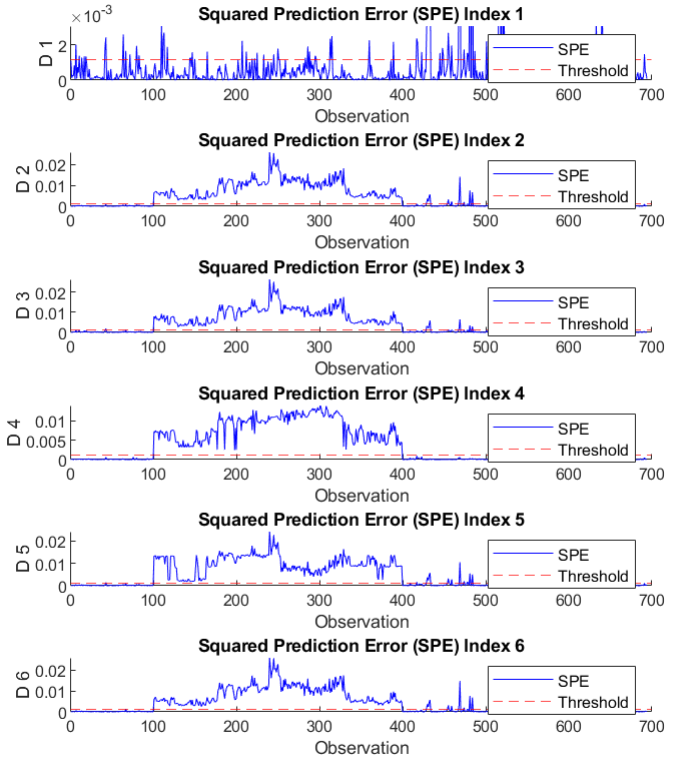 ×10⁻³
Squared Prediction Error (SPE) Index 1
2
D 1
0
SPE
Threshold
0 100 200 300 400 500 600 700
Observation
Squared Prediction Error (SPE) Index 2
0.02
D 2
0.01
0
SPE
Threshold
0 100 200 300 400 500 600 700
Observation
Squared Prediction Error (SPE) Index 3
0.02
D 3
0.01
0
SPE
Threshold
0 100 200 300 400 500 600 700
Observation
Squared Prediction Error (SPE) Index 4
0.01
D 4
0.005
0
SPE
Threshold
0 100 200 300 400 500 600 700
Observation
Squared Prediction Error (SPE) Index 5
0.02
D 5
0.01
0
SPE
Threshold
0 100 200 300 400 500 600 700
Observation
Squared Prediction Error (SPE) Index 6
0.02
D 6
0.01
0
SPE
Threshold
0 100 200 300 400 500 600 700
Observation